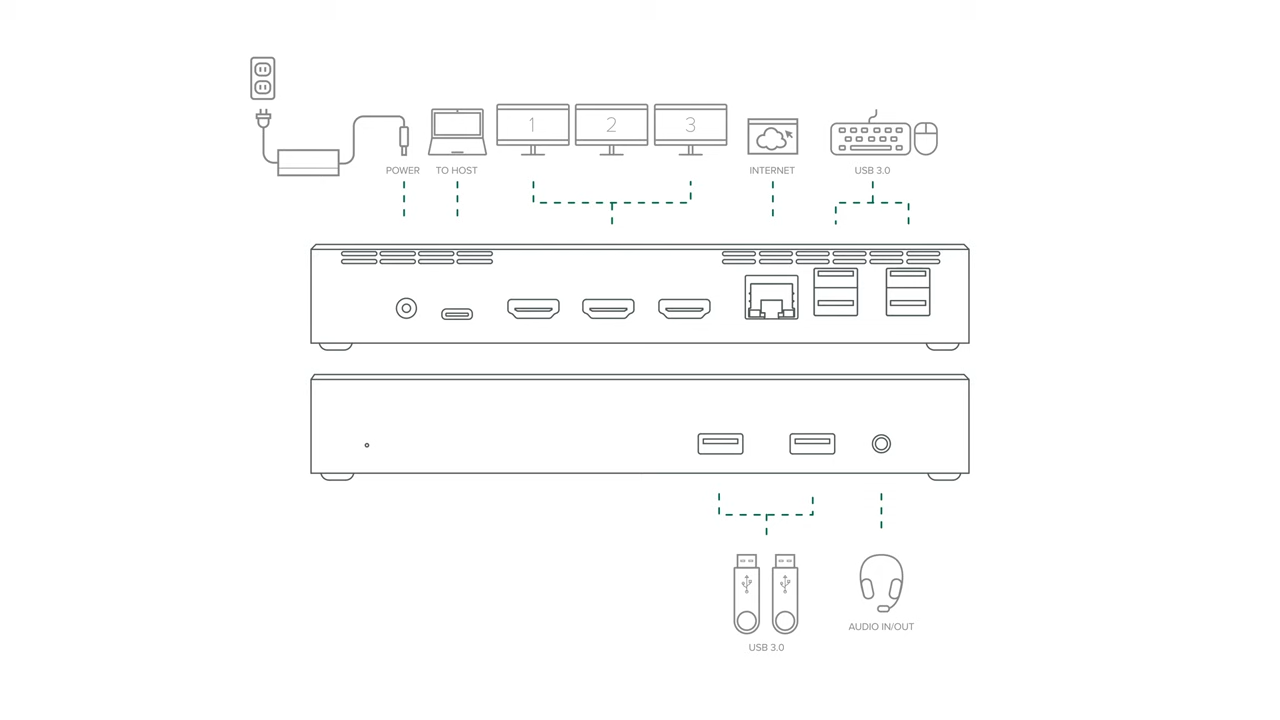 1
2
3
POWER
TO HOST
INTERNET
USB 3.0
AUDIO IN/OUT
USB 3.0